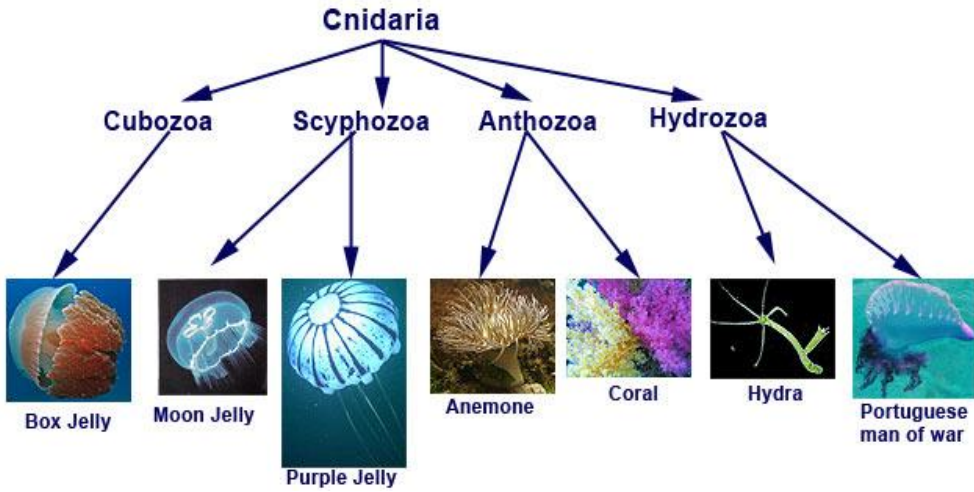 Cnidaria
Cubozoa
Scyphozoa
Anthozoa
Hydrozoa
Box Jelly
Moon Jelly
Purple Jelly
Anemone
Coral
Hydra
Portuguese
man of war